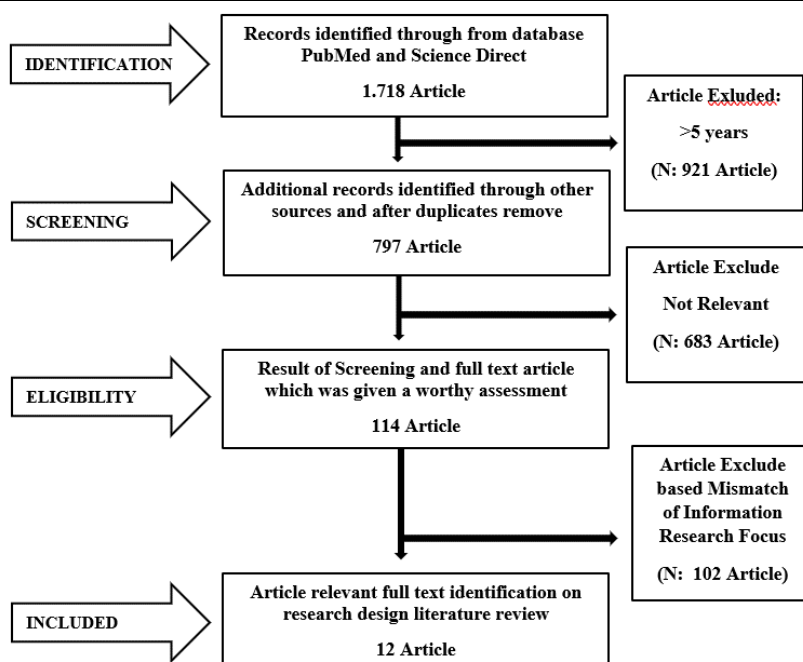 IDENTIFICATION
Records identified through from database
PubMed and Science Direct
1.718 Article
Article Exluded:
>5 years
(N: 921 Article)
SCREENING
Additional records identified through other
sources and after duplicates remove
797 Article
Article Exclude
Not Relevant
(N: 683 Article)
ELIGIBILITY
Result of Screening and full text article
which was given a worthy assessment
114 Article
Article Exclude
based Mismatch
of Information
Research Focus
(N: 102 Article)
INCLUDED
Article relevant full text identification on
research design literature review
12 Article